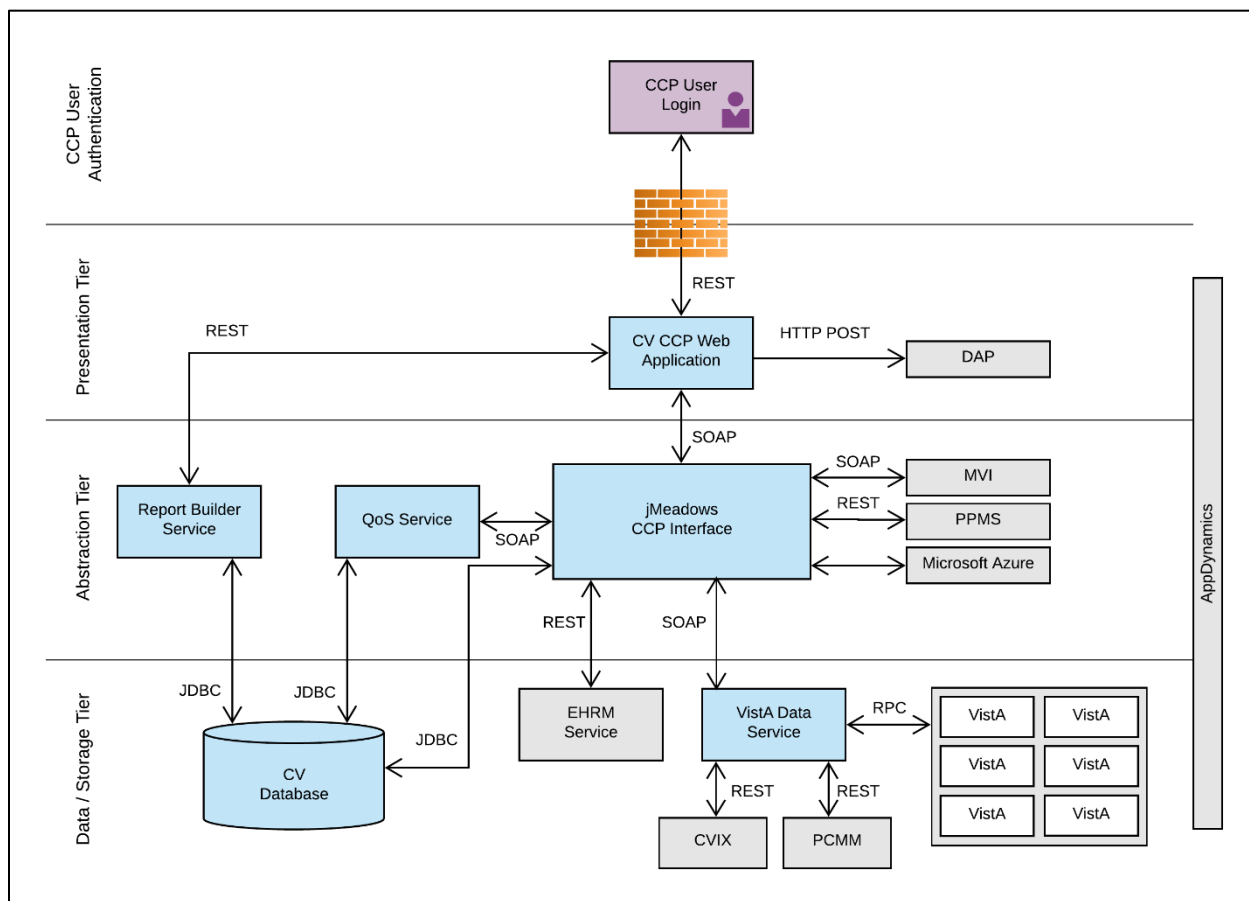 CCP User
Authentication
CCP User
Login
Presentation Tier
REST
REST
CV CCP Web
Application
HTTP POST
DAP
Abstraction Tier
SOAP
Report Builder
Service
QoS Service
SOAP
jMeadows
CCP Interface
SOAP
MVI
REST
PPMS
Microsoft Azure
AppDynamics
REST
SOAP
Data / Storage Tier
JDBC
JDBC
JDBC
CV
Database
EHRM
Service
VistA Data
Service
RPC
VistA
VistA
VistA
VistA
VistA
VistA
REST
REST
CVIX
PCMM